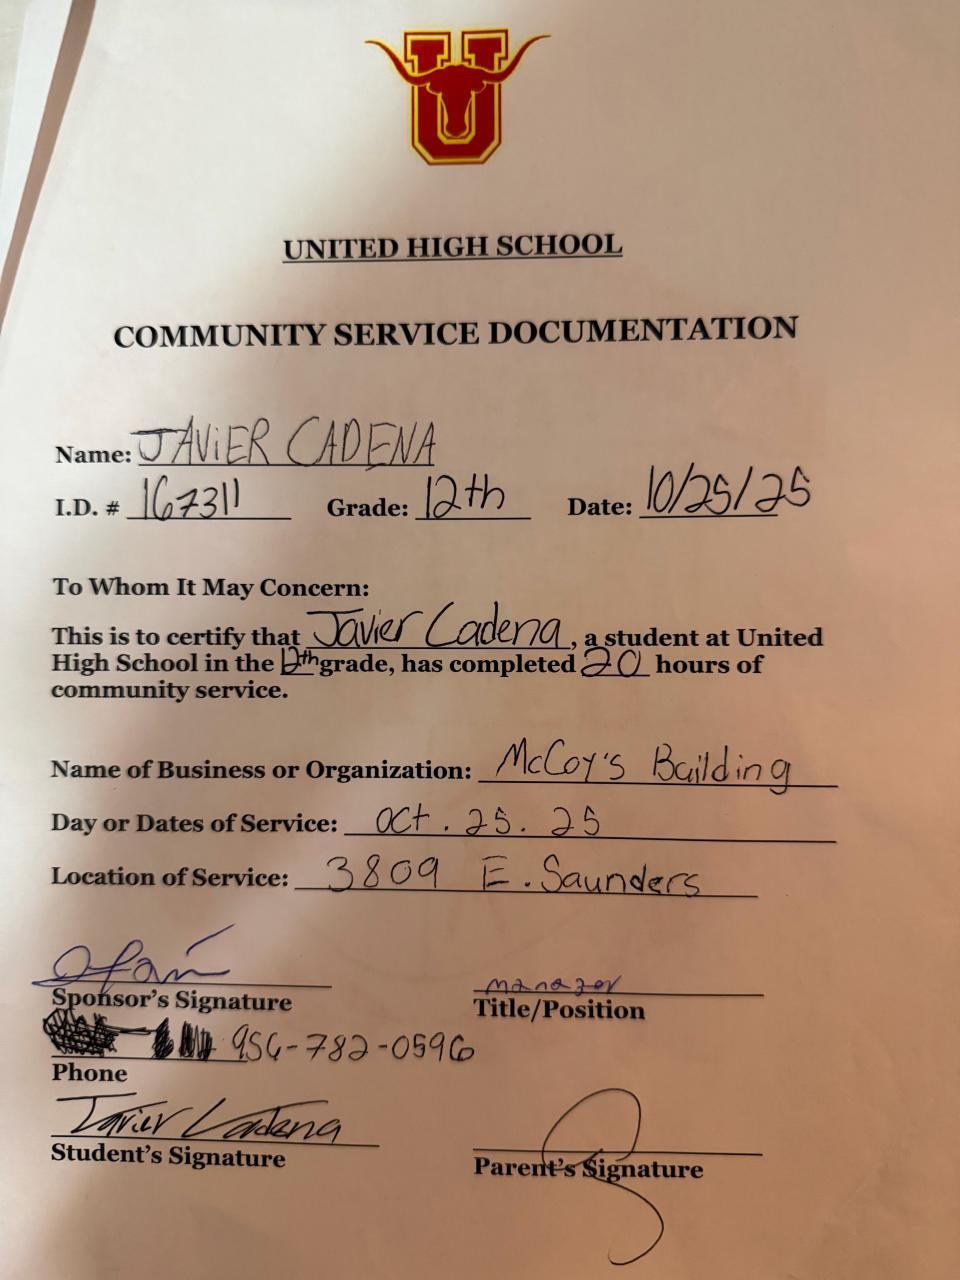 U
UNITED HIGH SCHOOL
COMMUNITY SERVICE DOCUMENTATION
Name: JAViER CADENA
I.D. # 167311 Grade: 12th Date: 10/25/25
To Whom It May Concern:
This is to certify that Javier Cadena, a student at United
High School in the 12th grade, has completed 20 hours of
community service.
Name of Business or Organization: McCoy's Building
Day or Dates of Service: Oct. 25. 25
Location of Service: 3809 E. Saunders
Sponsor's Signature
manager
Title/Position
956-782-0596
Phone
Javier Cadena
Student's Signature
Parent's Signature